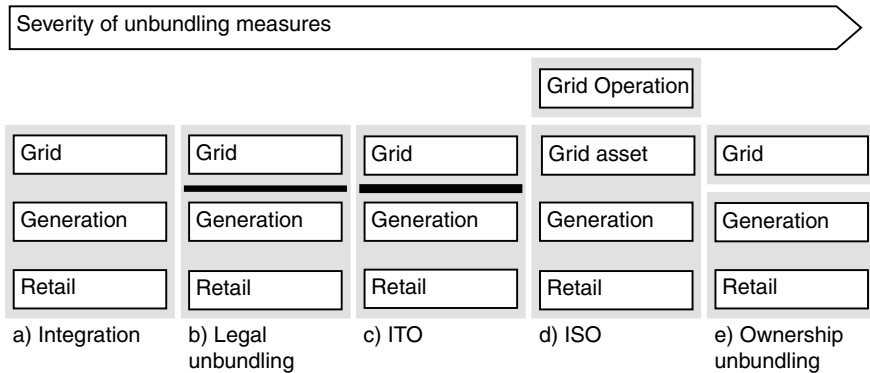 Severity of unbundling measures
Grid Operation
Grid
Grid
Grid
Grid asset
Grid
Generation
Generation
Generation
Generation
Generation
Retail
Retail
Retail
Retail
Retail
a) Integration
b) Legal
unbundling
c) ITO
d) ISO
e) Ownership
unbundling